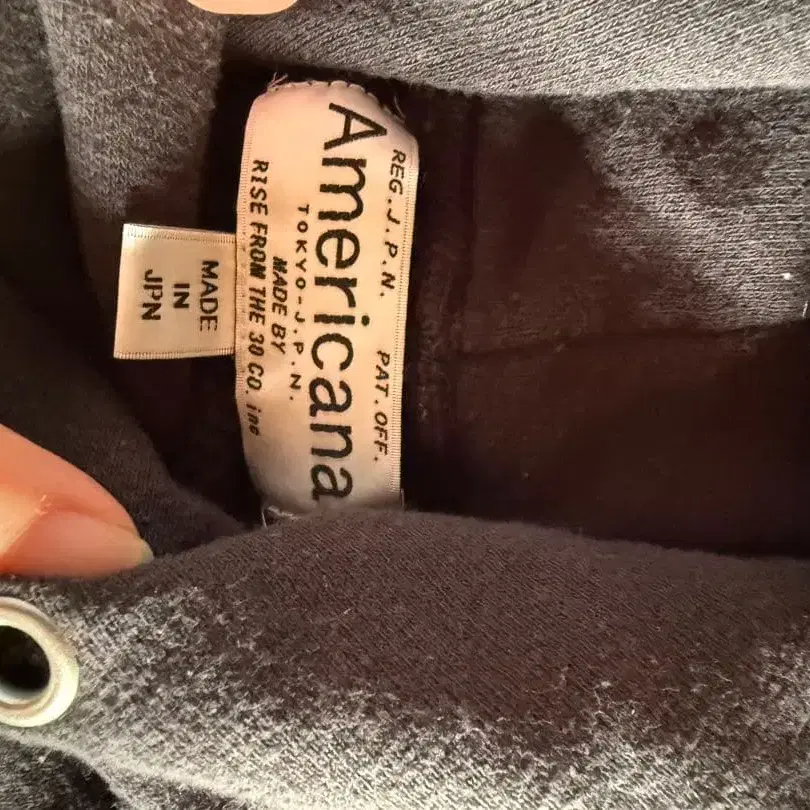 REG.J.P.N. PAT.OFF.
Americana
TOKYO-J.P.N.
MADE BY
RISE FROM THE 30 CO. inc
MADE
IN
JPN